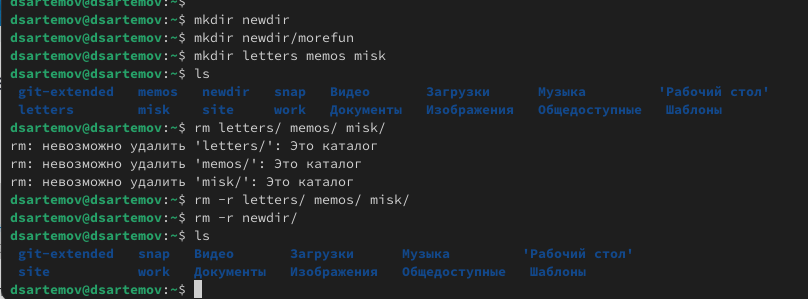 dsartemov@dsartemov:~$
dsartemov@dsartemov:~$ mkdir newdir
dsartemov@dsartemov:~$ mkdir newdir/morefun
dsartemov@dsartemov:~$ mkdir letters memos misk
dsartemov@dsartemov:~$ ls
git-extended memos newdir snap Видео Загрузки Музыка 'Рабочий стол'
letters misk site work Документы Изображения Общедоступные Шаблоны
dsartemov@dsartemov:~$ rm letters/ memos/ misk/
rm: невозможно удалить 'letters/': Это каталог
rm: невозможно удалить 'memos/': Это каталог
rm: невозможно удалить 'misk/': Это каталог
dsartemov@dsartemov:~$ rm -r letters/ memos/ misk/
dsartemov@dsartemov:~$ rm -r newdir/
dsartemov@dsartemov:~$ ls
git-extended snap Видео Загрузки Музыка 'Рабочий стол'
site work Документы Изображения Общедоступные Шаблоны
dsartemov@dsartemov:~$